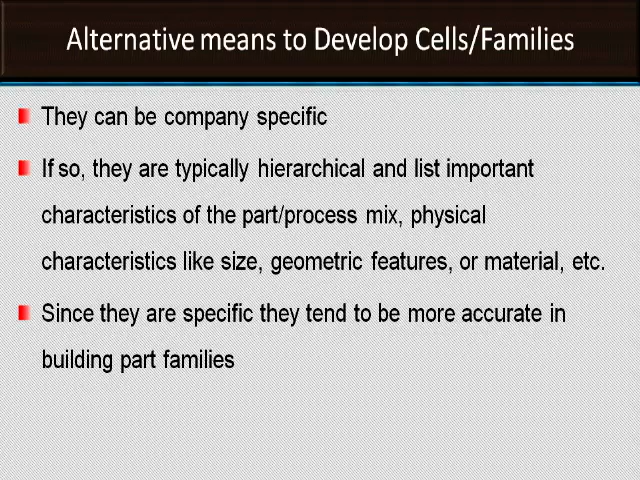 Alternative means to Develop Cells/Families
They can be company specific
If so, they are typically hierarchical and list important
characteristics of the part/process mix, physical
characteristics like size, geometric features, or material, etc.
Since they are specific they tend to be more accurate in
building part families